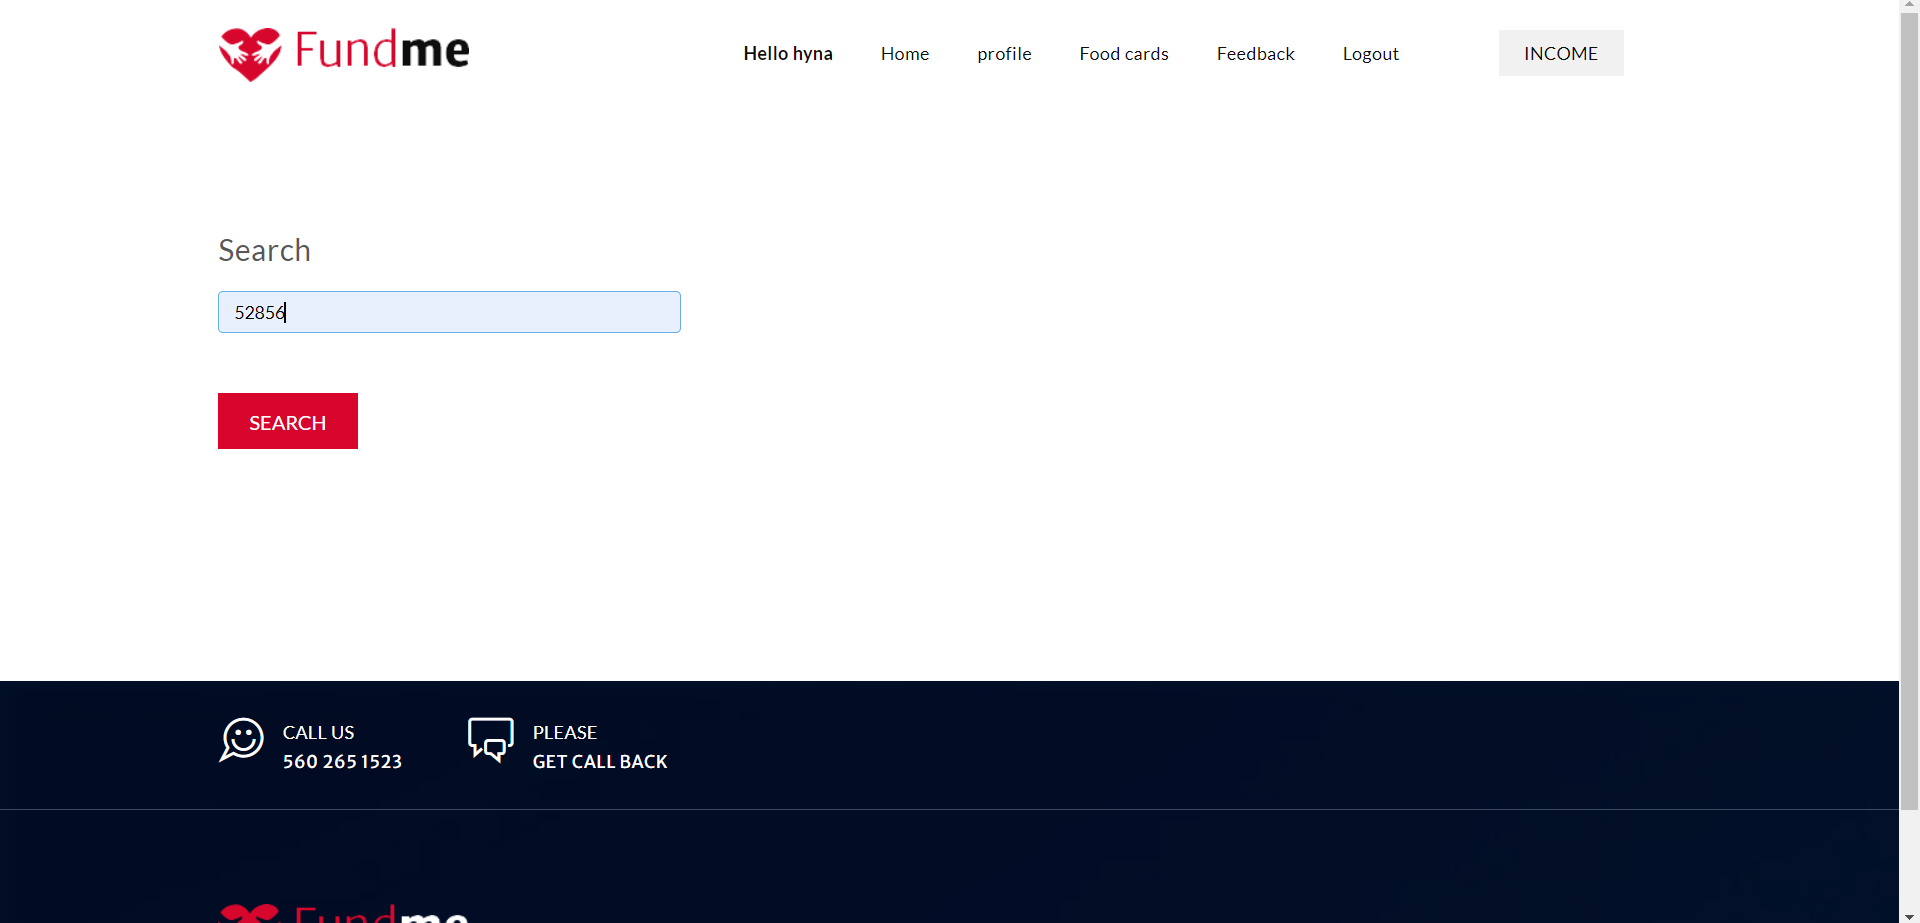 Fundme
Hello hyna
Home
profile
Food cards
Feedback
Logout
INCOME
Search
52856
SEARCH
CALL US
560 265 1523
PLEASE
GET CALL BACK
Fundme